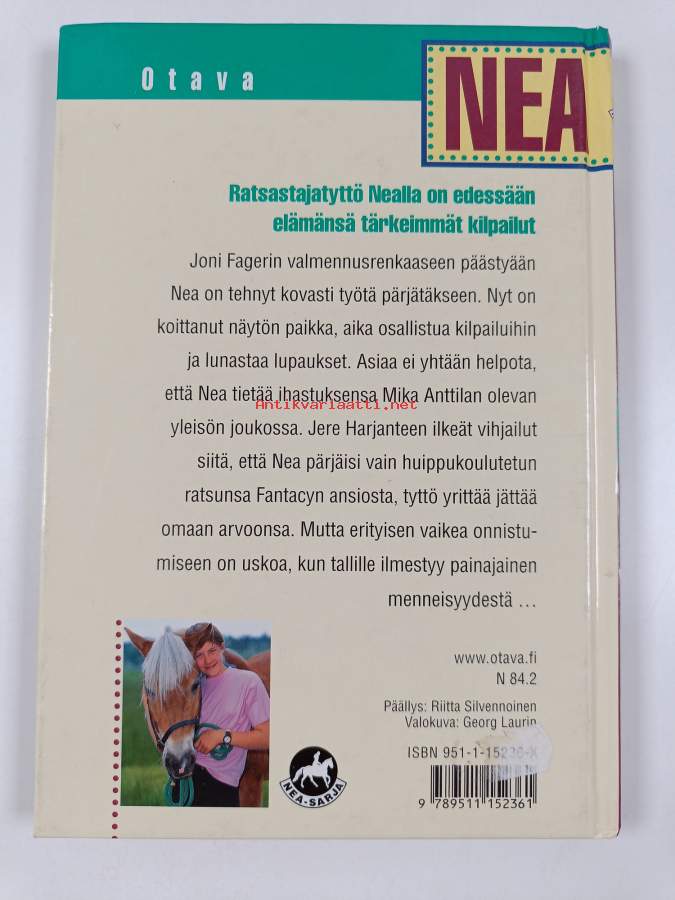 Otava
NEA
Ratsastajatyttö Nealla on edessään
elämänsä tärkeimmät kilpailut
Joni Fagerin valmennusrenkaaseen päästyään
Nea on tehnyt kovasti työtä pärjätäkseen. Nyt on
koittanut näytön paikka, aika osallistua kilpailuihin
ja lunastaa lupaukset. Asiaa ei yhtään helpota,
että Nea tietää ihastuksensa Mika Anttilan olevan
Antikvariaatti.net
yleisön joukossa. Jere Harjanteen ilkeät vihjailut
siitä, että Nea pärjäisi vain huippukoulutetun
ratsunsa Fantacyn ansiosta, tyttö yrittää jättää
omaan arvoonsa. Mutta erityisen vaikea onnistu-
miseen on uskoa, kun tallille ilmestyy painajainen
menneisyydestä …
www.otava.fi
N 84.2
Päällys: Riitta Silvennoinen
Valokuva: Georg Laurin
ISBN 951-1-15236-X
9 789511 152361
NEA-SARJA